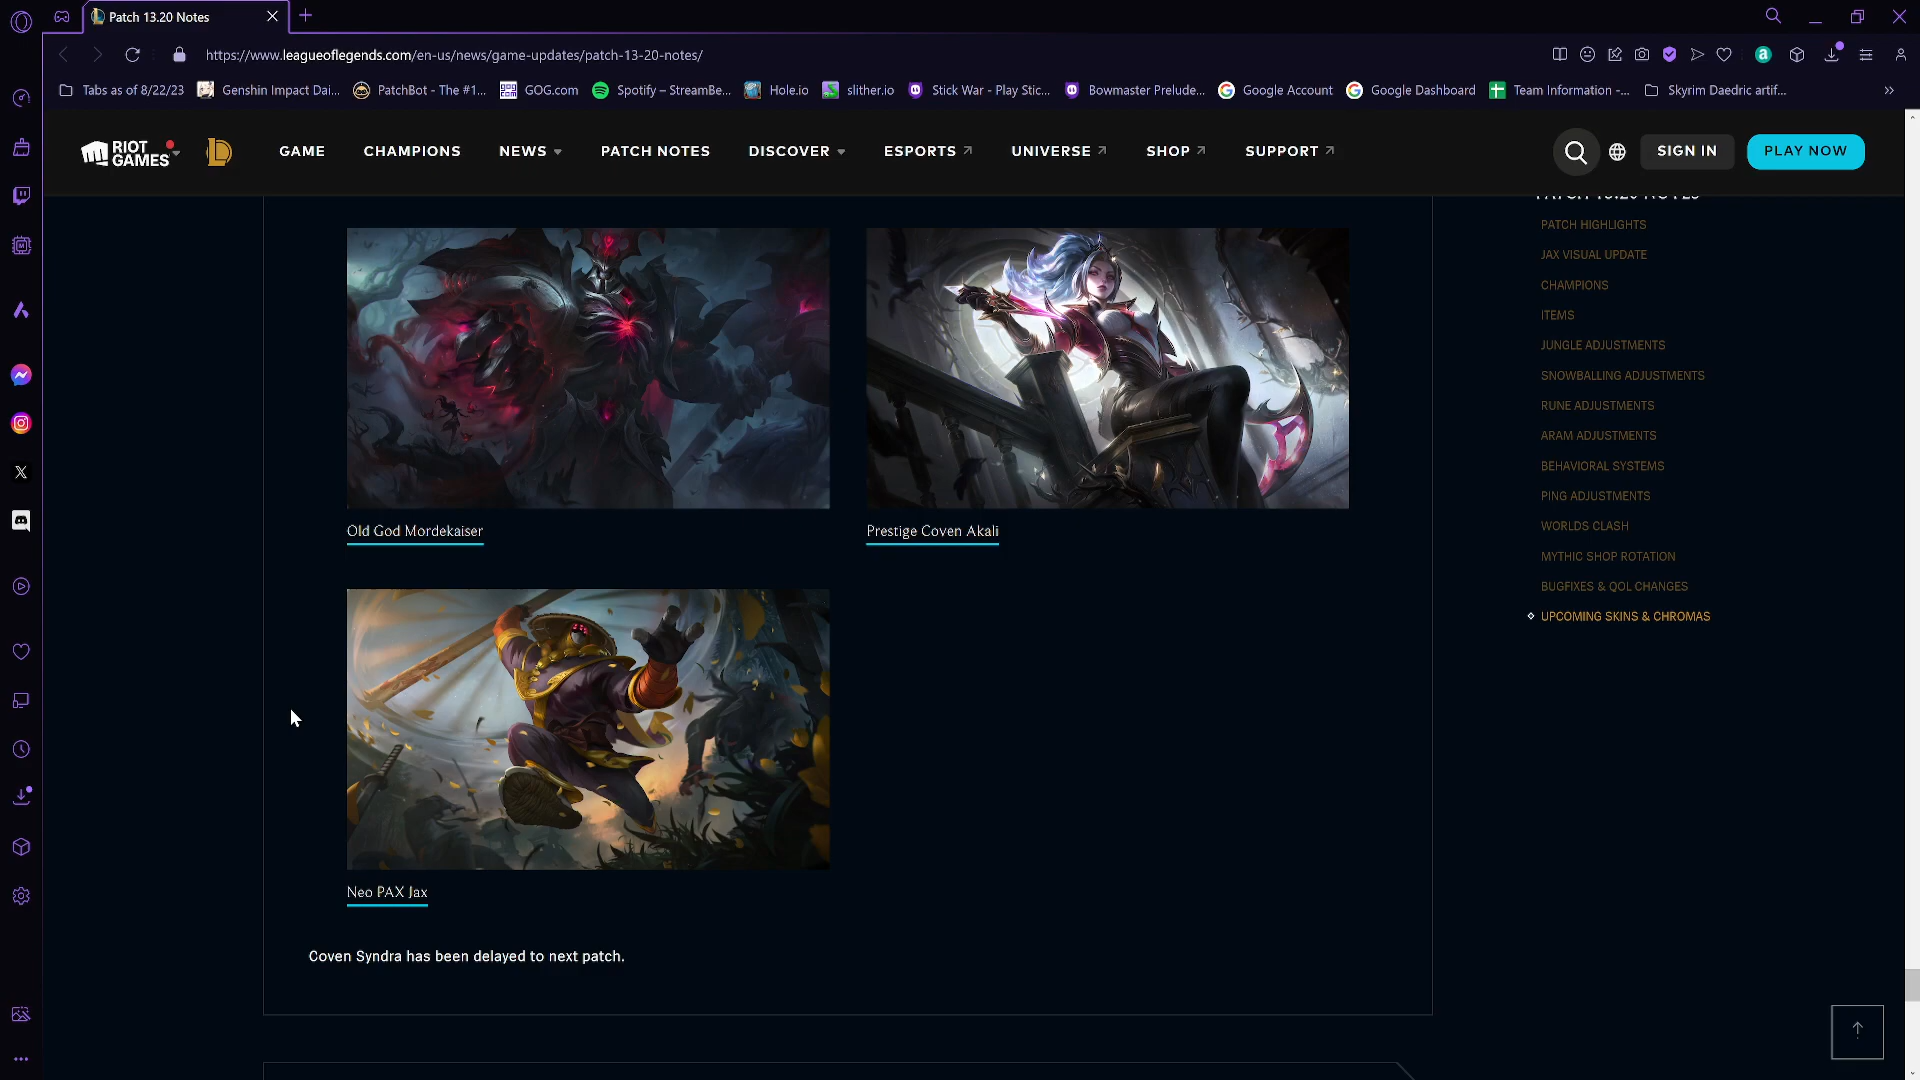 Patch 13.20 Notes
https://www.leagueoflegends.com/en-us/news/game-updates/patch-13-20-notes/
Tabs as of 8/22/23
Genshin Impact Dai...
PatchBot - The #1...
GOG.com
Spotify – StreamBe...
Hole.io
slither.io
Stick War - Play Stic...
Bowmaster Prelude...
Google Account
Google Dashboard
Team Information -...
Skyrim Daedric artif...
RIOT GAMES
GAME
CHAMPIONS
NEWS
PATCH NOTES
DISCOVER
ESPORTS
UNIVERSE
SHOP
SUPPORT
SIGN IN
PLAY NOW
PATCH 13.20 NOTES
PATCH HIGHLIGHTS
JAX VISUAL UPDATE
CHAMPIONS
ITEMS
JUNGLE ADJUSTMENTS
SNOWBALLING ADJUSTMENTS
RUNE ADJUSTMENTS
ARAM ADJUSTMENTS
BEHAVIORAL SYSTEMS
PING ADJUSTMENTS
WORLDS CLASH
MYTHIC SHOP ROTATION
BUGFIXES & QOL CHANGES
UPCOMING SKINS & CHROMAS
Old God Mordekaiser
Prestige Coven Akali
Neo PAX Jax
Coven Syndra has been delayed to next patch.